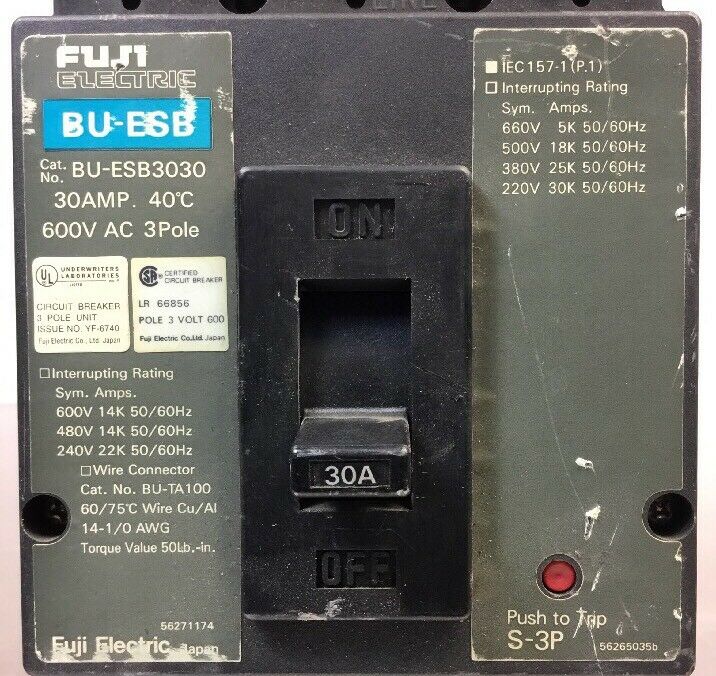 LINE
FUJI
ELECTRIC
BU-ESB
Cat. No. BU-ESB3030
30AMP. 40°C
600V AC 3Pole
UL UNDERWRITERS
LABORATORIES
LISTED
CIRCUIT BREAKER
3 POLE UNIT
ISSUE NO. YF-6740
Fuji Electric Co., Ltd. Japan
SA CERTIFIED
CIRCUIT BREAKER
LR 66856
POLE 3 VOLT 600
Fuji Electric Co.Ltd. Japan
□Interrupting Rating
Sym. Amps.
600V 14K 50/60Hz
480V 14K 50/60Hz
240V 22K 50/60Hz
□Wire Connector
Cat. No. BU-TA100
60/75°C Wire Cu/Al
14-1/0 AWG
Torque Value 50Lb.-in.
56271174
Fuji Electric Japan
ON
30A
OFF
■IEC157-1(P.1)
□Interrupting Rating
Sym. Amps.
660V 5K 50/60Hz
500V 18K 50/60Hz
380V 25K 50/60Hz
220V 30K 50/60Hz
Push to Trip
S-3P
56265035b